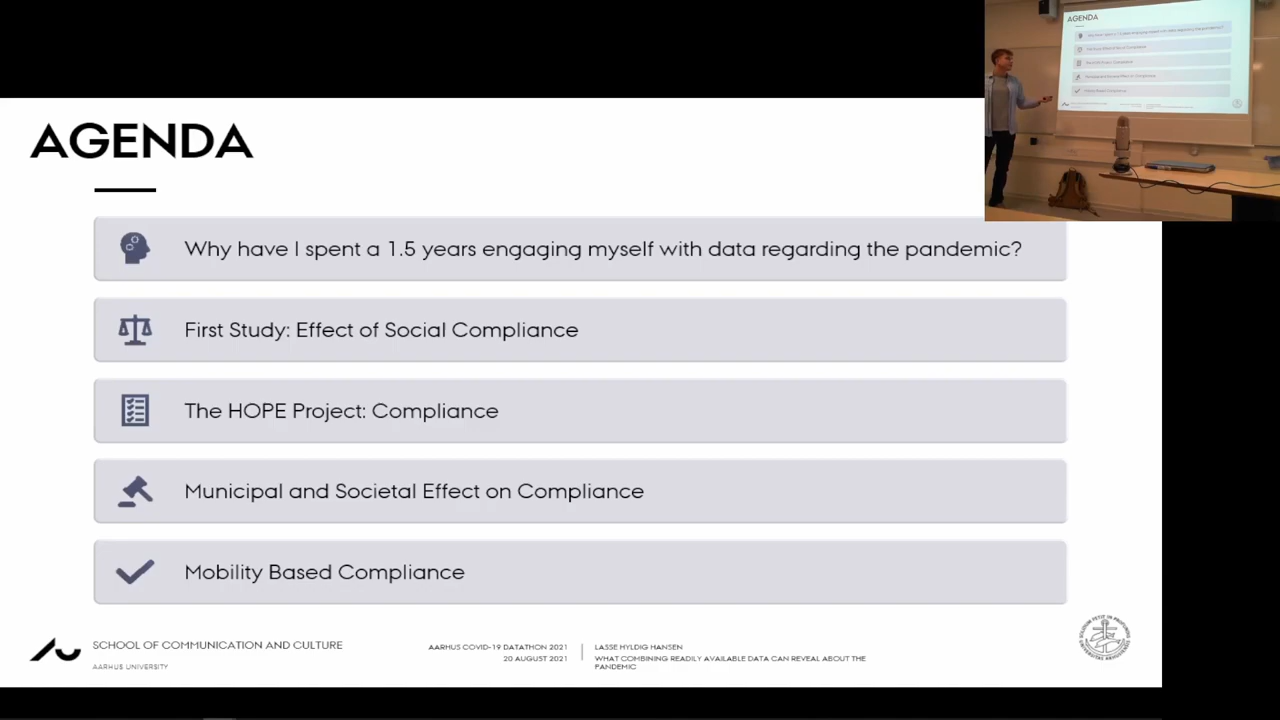 AGENDA
Why have I spent a 1.5 years engaging myself with data regarding the pandemic?
First Study: Effect of Social Compliance
The HOPE Project: Compliance
Municipal and Societal Effect on Compliance
Mobility Based Compliance
SCHOOL OF COMMUNICATION AND CULTURE
AARHUS UNIVERSITY
AARHUS COVID-19 DATATHON 2021
20 AUGUST 2021
LASSE HYLDIG HANSEN
WHAT COMBINING READILY AVAILABLE DATA CAN REVEAL ABOUT THE
PANDEMIC
AGENDA